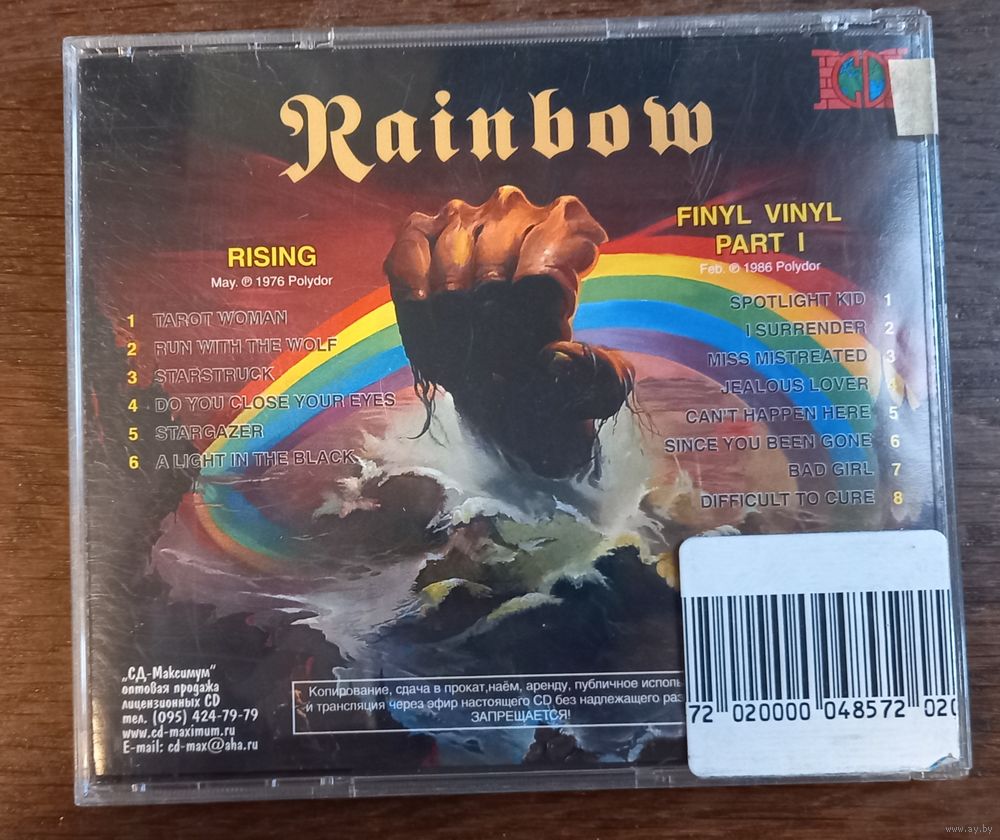 Rainbow
CD
RISING
May. ℗ 1976 Polydor
1 TAROT WOMAN
2 RUN WITH THE WOLF
3 STARSTRUCK
4 DO YOU CLOSE YOUR EYES
5 STARGAZER
6 A LIGHT IN THE BLACK
FINYL VINYL
PART I
Feb. ℗ 1986 Polydor
SPOTLIGHT KID 1
I SURRENDER 2
MISS MISTREATED 3
JEALOUS LOVER 4
CAN'T HAPPEN HERE 5
SINCE YOU BEEN GONE 6
BAD GIRL 7
DIFFICULT TO CURE 8
„СД-Максимум"
оптовая продажа
лицензионных CD
тел. (095) 424-79-79
www.cd-maximum.ru
E-mail: cd-max@aha.ru
Копирование, сдача в прокат,наём, аренду, публичное исполь
и трансляция через эфир настоящего CD без надлежащего раз
ЗАПРЕЩАЕТСЯ!
72 020000 048572 020
www.ay.by